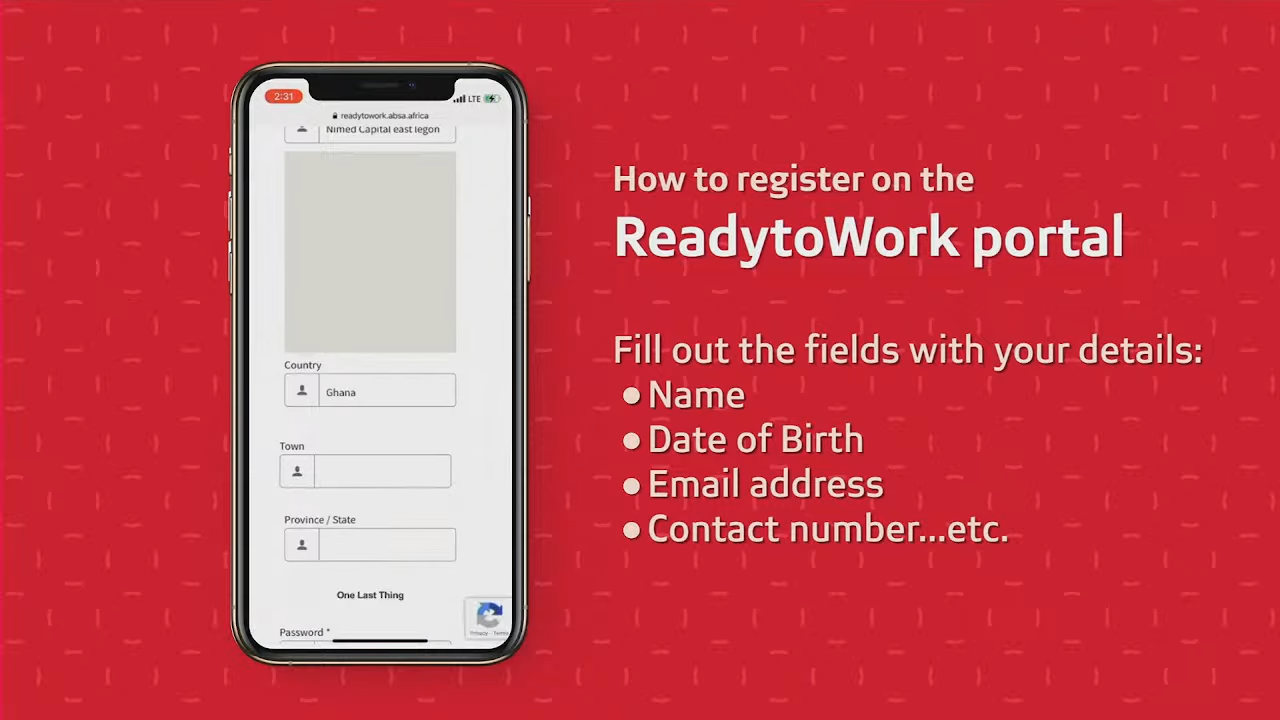 2:31
LTE
readytowork.absa.africa
Nimed Capital east legon
Country
Ghana
Town
Province / State
One Last Thing
Password *
Privacy - Terms
How to register on the
ReadytoWork portal
Fill out the fields with your details:
● Name
● Date of Birth
● Email address
● Contact number...etc.